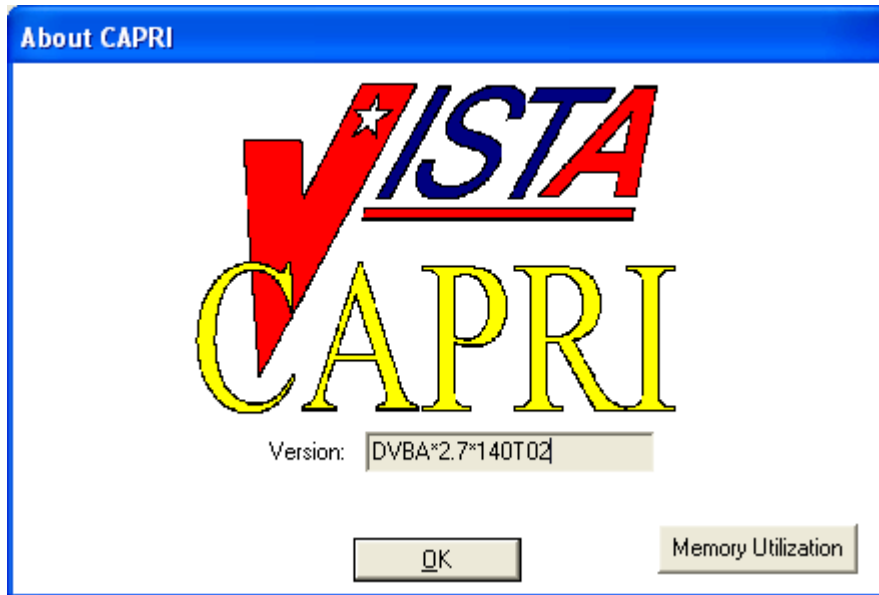 About CAPRI
VISTA
CAPRI
Version: DVBA*2.7*140T02
OK
Memory Utilization